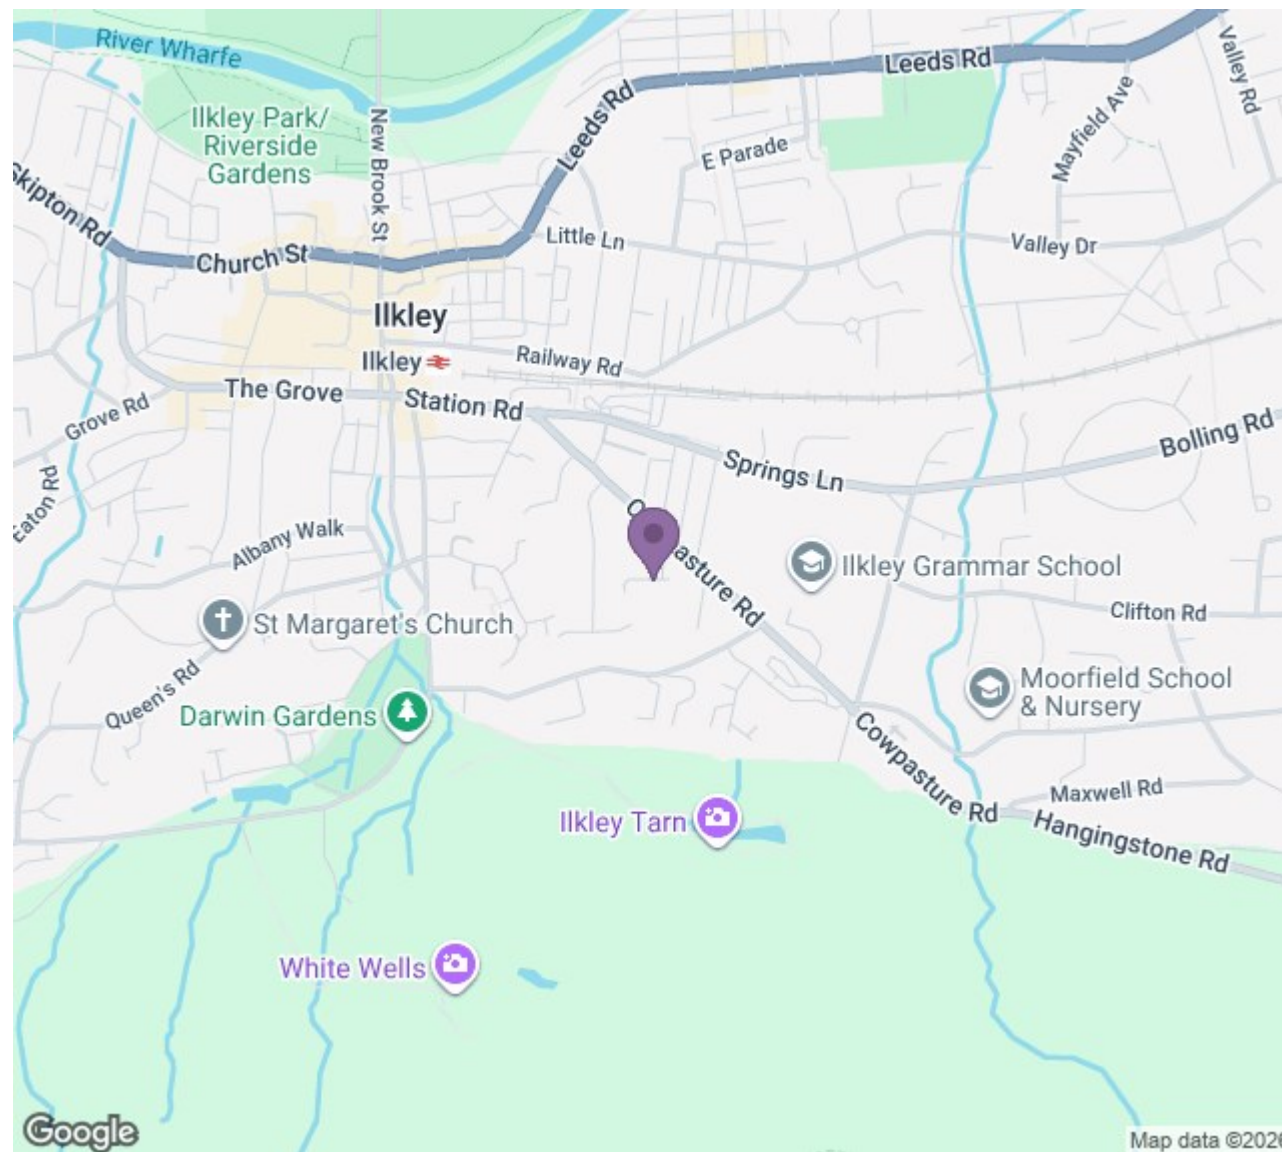 River Wharfe
Leeds Rd
Valley Rd
Ilkley Park/
Riverside
Gardens
New Brook St
Leeds Rd
Mayfield Ave
E Parade
Skipton Rd
Church St
Little Ln
Valley Dr
Ilkley
Ilkley
Railway Rd
The Grove
Station Rd
Grove Rd
Bolling Rd
Springs Ln
Eaton Rd
Albany Walk
asture Rd
Ilkley Grammar School
Clifton Rd
St Margaret's Church
Queen's Rd
Moorfield School
& Nursery
Darwin Gardens
Cowpasture Rd
Maxwell Rd
Ilkley Tarn
Hangingstone Rd
White Wells
Google
Map data ©2026